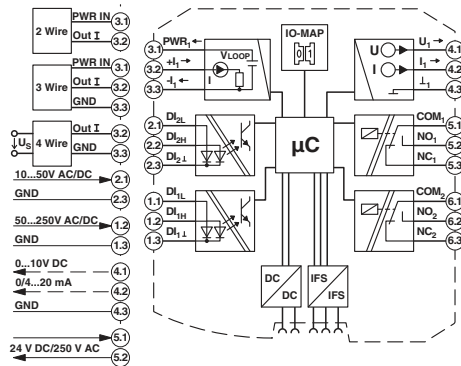 2 Wire
PWR IN
3.1
Out I
3.2
3 Wire
PWR IN
3.1
Out I
3.2
GND
3.3
4 Wire
US
Out I
3.2
GND
3.3
10...50V AC/DC
2.1
GND
2.3
50...250V AC/DC
1.2
GND
1.3
0...10V DC
4.1
0/4...20 mA
4.2
GND
4.3
5.1
24 V DC/250 V AC
5.2
3.1 PWR1
3.2 +I1
3.3 -I1
VLOOP
I
IO-MAP
0 1
U U1 4.1
I I1 4.2
⊥1 4.3
2.1 DI2L
2.2 DI2H
2.3 DI2⊥
µC
COM1 5.1
NO1 5.2
NC1 5.3
1.1 DI1L
1.2 DI1H
1.3 DI1⊥
COM2 6.1
NO2 6.2
NC2 6.3
DC
DC
IFS
IFS